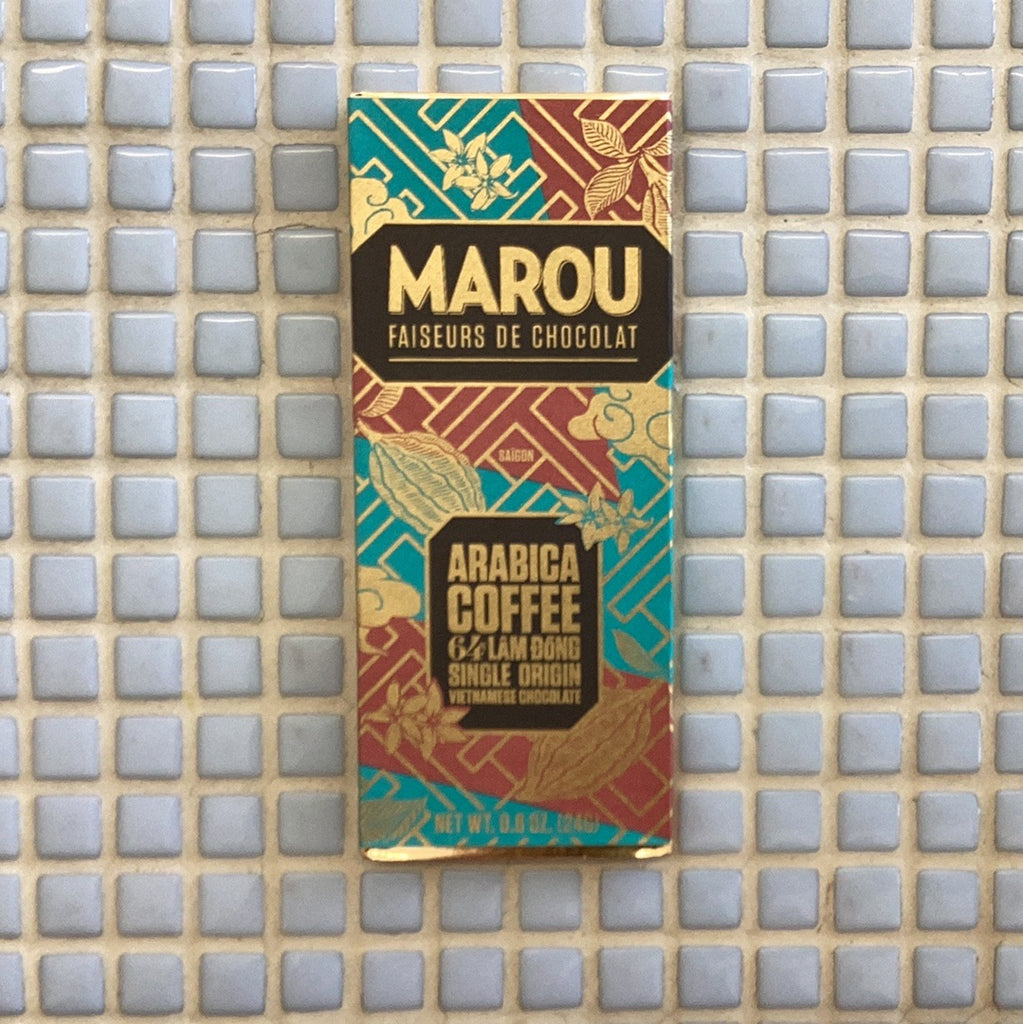 MAROU
FAISEURS DE CHOCOLAT
SAÏGON
ARABICA
COFFEE
64 LÂM ĐỒNG
SINGLE ORIGIN
VIETNAMESE CHOCOLATE
NET WT. 0.8 OZ. (24G)